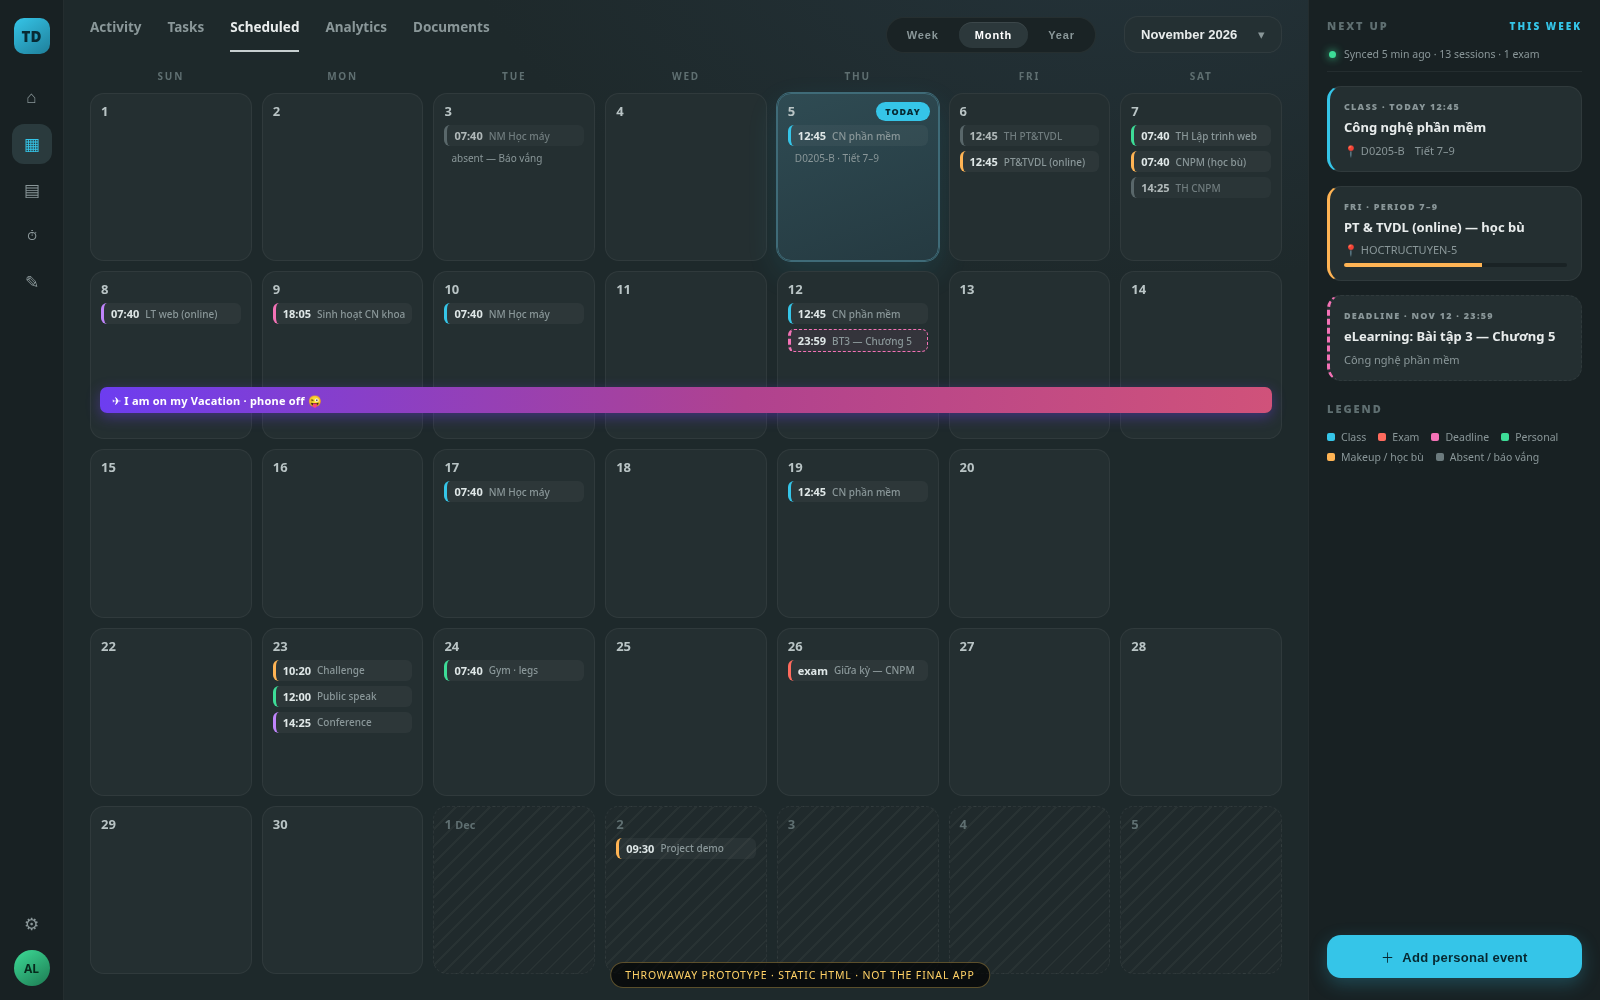 TD
Activity Tasks Scheduled Analytics Documents
Week Month Year
November 2026 ▾
SUN MON TUE WED THU FRI SAT
1
2
3
07:40 NM Học máy
absent — Báo vắng
4
5 TODAY
12:45 CN phần mềm
D0205-B · Tiết 7–9
6
12:45 TH PT&TVDL
12:45 PT&TVDL (online)
7
07:40 TH Lập trình web
07:40 CNPM (học bù)
14:25 TH CNPM
8
07:40 LT web (online)
9
18:05 Sinh hoạt CN khoa
10
07:40 NM Học máy
11
12
12:45 CN phần mềm
23:59 BT3 — Chương 5
13
14
✈ I am on my Vacation · phone off 😜
15
16
17
07:40 NM Học máy
18
19
12:45 CN phần mềm
20
22
23
10:20 Challenge
12:00 Public speak
14:25 Conference
24
07:40 Gym · legs
25
26
exam Giữa kỳ — CNPM
27
28
29
30
1 Dec
2
09:30 Project demo
3
4
5
AL
THROWAWAY PROTOTYPE · STATIC HTML · NOT THE FINAL APP
NEXT UP THIS WEEK
Synced 5 min ago · 13 sessions · 1 exam
CLASS · TODAY 12:45
Công nghệ phần mềm
📍 D0205-B Tiết 7–9
FRI · PERIOD 7–9
PT & TVDL (online) — học bù
📍 HOCTRUCTUYEN-5
DEADLINE · NOV 12 · 23:59
eLearning: Bài tập 3 — Chương 5
Công nghệ phần mềm
LEGEND
Class Exam Deadline Personal
Makeup / học bù Absent / báo vắng
＋ Add personal event